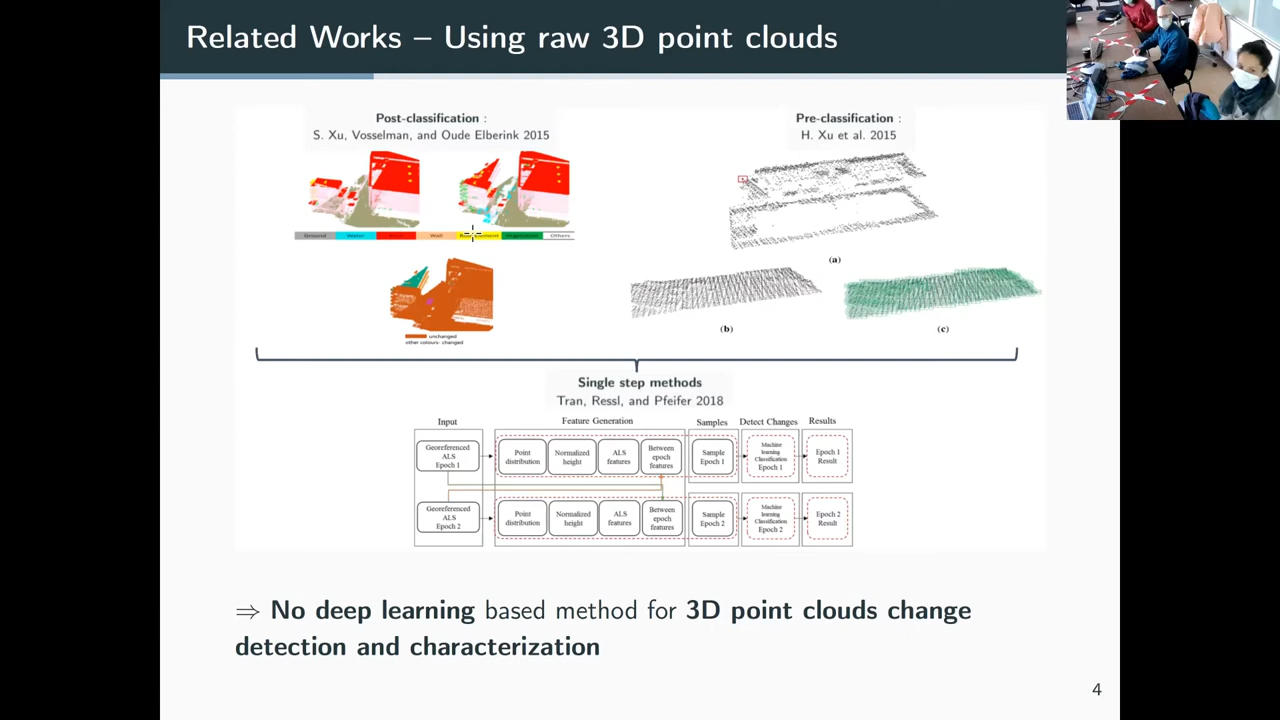 Related Works – Using raw 3D point clouds
Post-classification :
S. Xu, Vosselman, and Oude Elberink 2015
Pre-classification :
H. Xu et al. 2015
Ground Water Wall Others
unchanged
other colours- changed
(a)
(b)
(c)
Single step methods
Tran, Ressl, and Pfeifer 2018
Input
Feature Generation
Samples
Detect Changes
Results
Georeferenced
ALS
Epoch 1
Point
distribution
Normalized
height
ALS
features
Between
epoch
features
Sample
Epoch 1
Machine
learning
Classification
Epoch 1
Epoch 1
Result
Georeferenced
ALS
Epoch 2
Point
distribution
Normalized
height
ALS
features
Between
epoch
features
Sample
Epoch 2
Machine
learning
Classification
Epoch 2
Epoch 2
Result
⇒ No deep learning based method for 3D point clouds change
detection and characterization
4